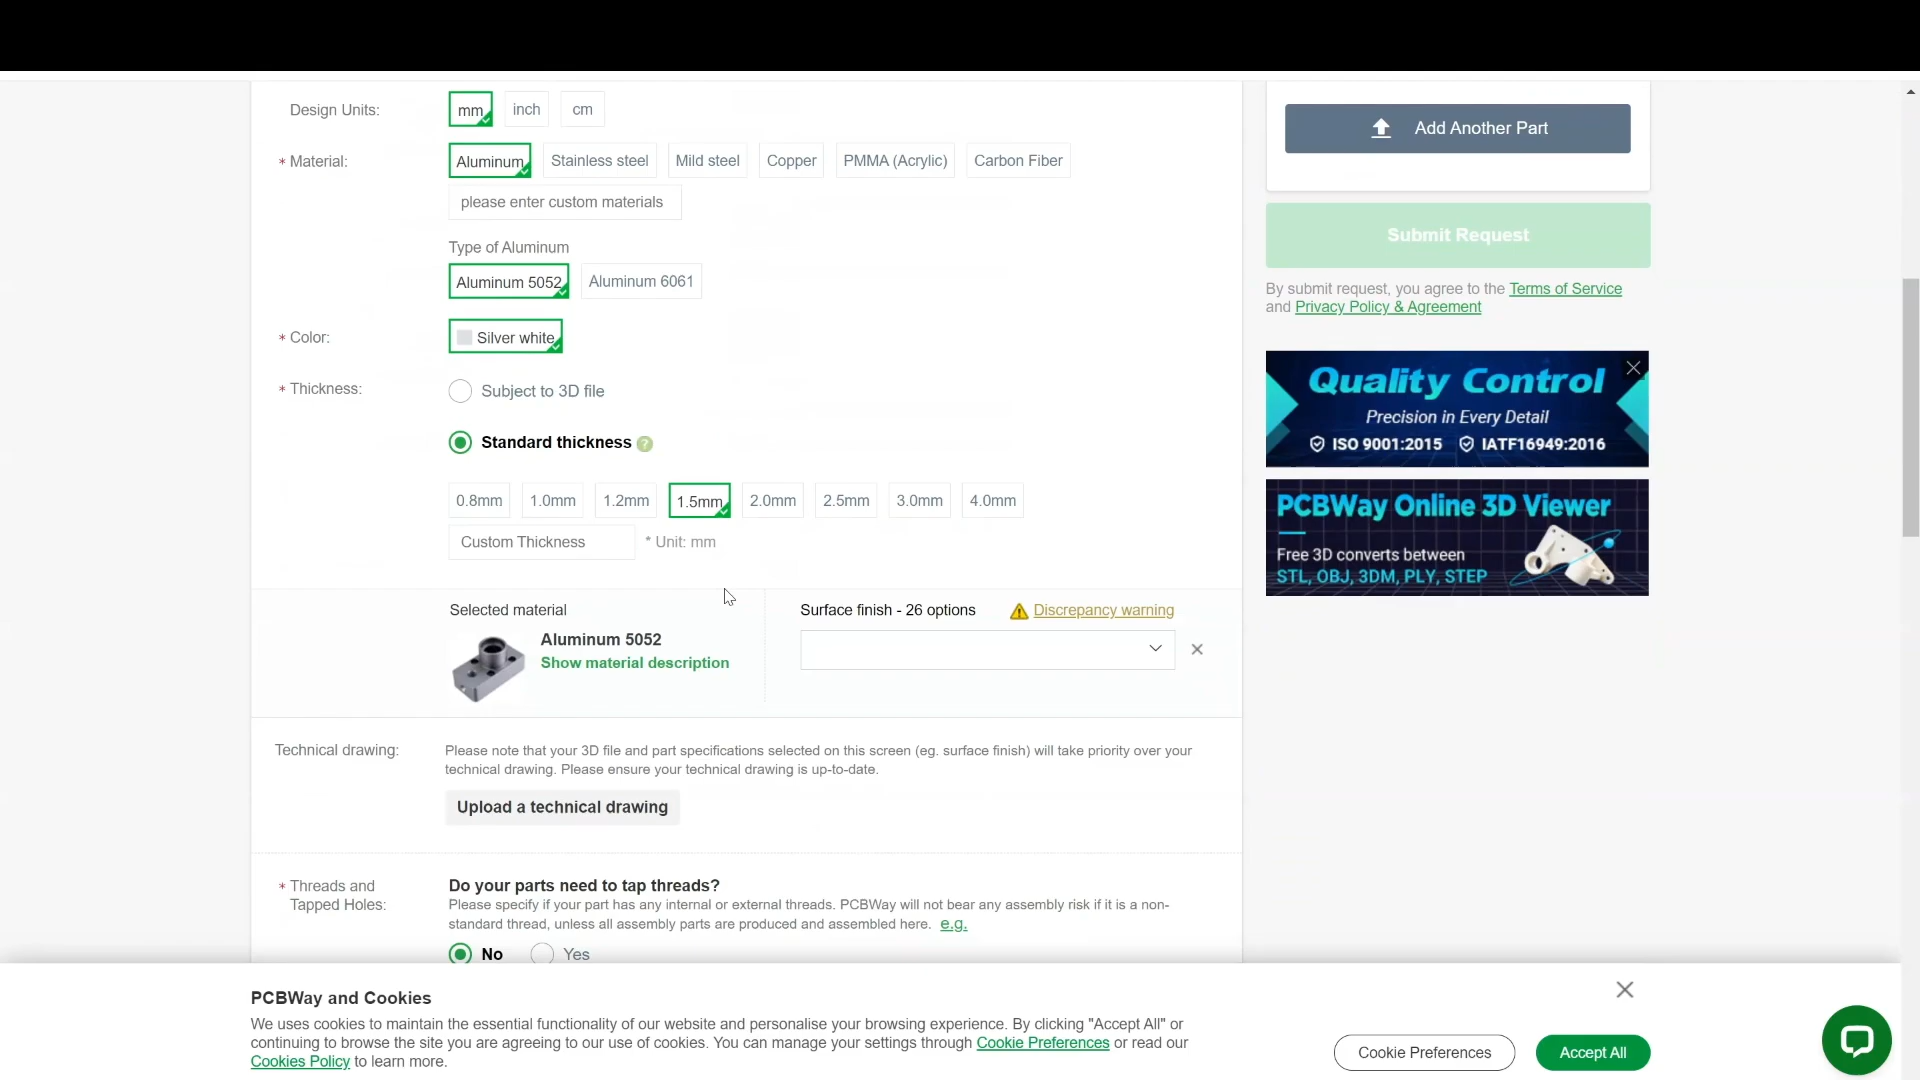 Design Units:
mm inch cm
* Material:
Aluminum Stainless steel Mild steel Copper PMMA (Acrylic) Carbon Fiber
please enter custom materials
Type of Aluminum
Aluminum 5052 Aluminum 6061
* Color:
Silver white
* Thickness:
Subject to 3D file
Standard thickness ?
0.8mm 1.0mm 1.2mm 1.5mm 2.0mm 2.5mm 3.0mm 4.0mm
Custom Thickness * Unit: mm
Selected material
Aluminum 5052
Show material description
Surface finish - 26 options Discrepancy warning
Technical drawing:
Please note that your 3D file and part specifications selected on this screen (eg. surface finish) will take priority over your
technical drawing. Please ensure your technical drawing is up-to-date.
Upload a technical drawing
* Threads and
Tapped Holes:
Do your parts need to tap threads?
Please specify if your part has any internal or external threads. PCBWay will not bear any assembly risk if it is a non-
standard thread, unless all assembly parts are produced and assembled here. e.g.
No Yes
Add Another Part
Submit Request
By submit request, you agree to the Terms of Service
and Privacy Policy & Agreement
Quality Control
Precision in Every Detail
ISO 9001:2015 IATF16949:2016
PCBWay Online 3D Viewer
Free 3D converts between
STL, OBJ, 3DM, PLY, STEP
PCBWay and Cookies
We uses cookies to maintain the essential functionality of our website and personalise your browsing experience. By clicking "Accept All" or
continuing to browse the site you are agreeing to our use of cookies. You can manage your settings through Cookie Preferences or read our
Cookies Policy to learn more.
Cookie Preferences
Accept All